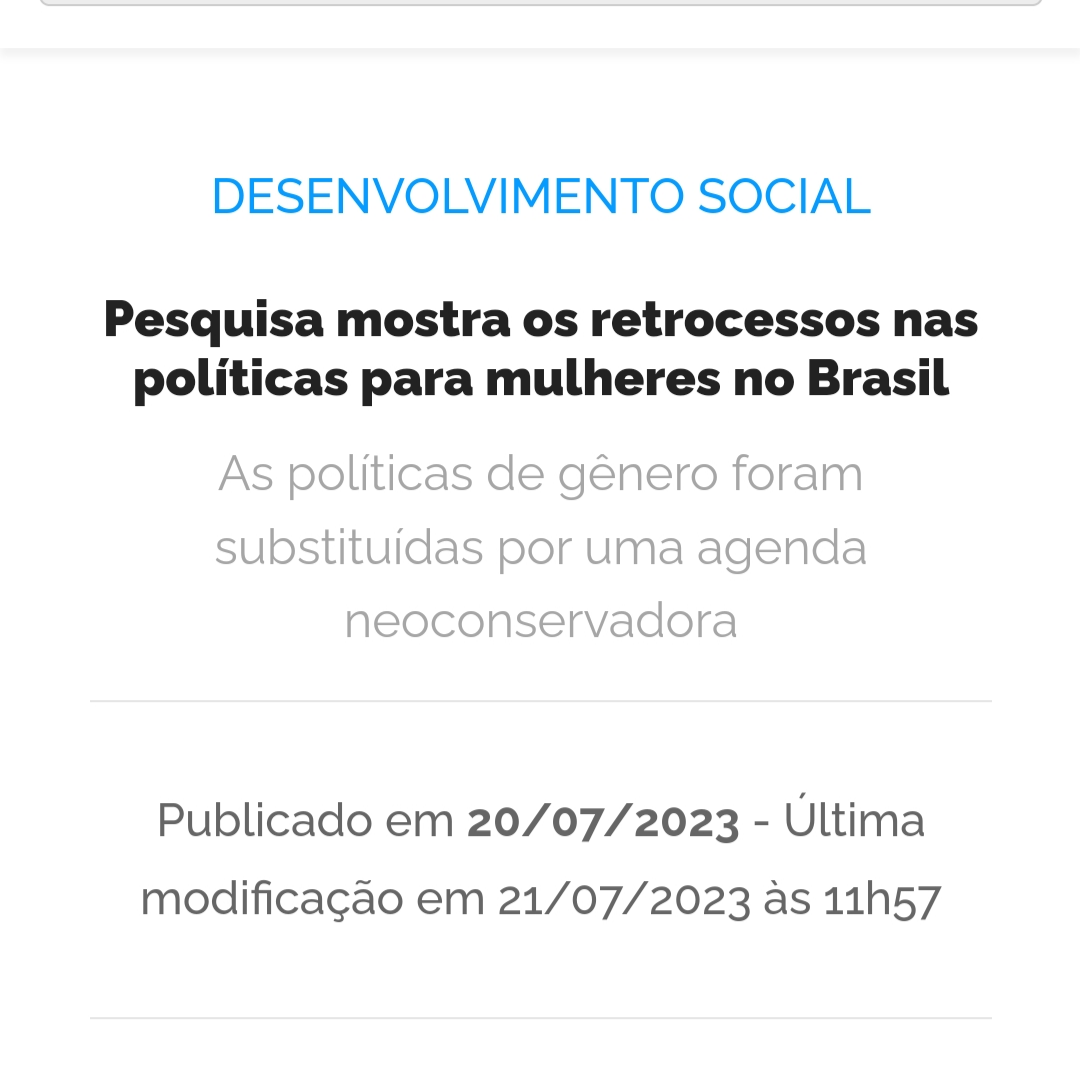 DESENVOLVIMENTO SOCIAL
Pesquisa mostra os retrocessos nas
políticas para mulheres no Brasil
As políticas de gênero foram
substituídas por uma agenda
neoconservadora
Publicado em 20/07/2023 - Última
modificação em 21/07/2023 às 11h57